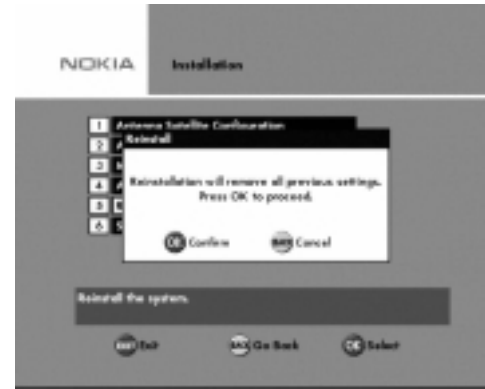 NOKIA
Installation
1 Antenna Satellite Configuration
2 A
Reinstall
3
4 A
Reinstallation will remove all previous settings.
Press OK to proceed.
5
6 S
OK Confirm BACK Cancel
Reinstall the system.
EXIT Exit BACK Go Back OK Select